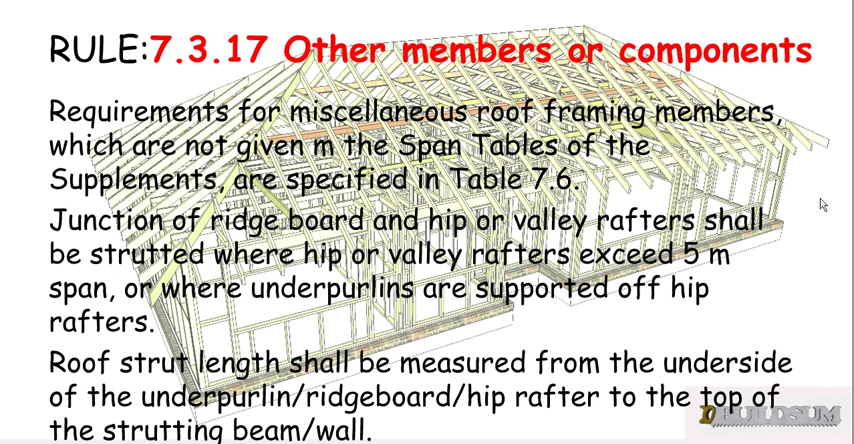 RULE:7.3.17 Other members or components
Requirements for miscellaneous roof framing members,
which are not given m the Span Tables of the
Supplements, are specified in Table 7.6.
Junction of ridge board and hip or valley rafters shall
be strutted where hip or valley rafters exceed 5 m
span, or where underpurlins are supported off hip
rafters.
Roof strut length shall be measured from the underside
of the underpurlin/ridgeboard/hip rafter to the top of
the strutting beam/wall.
BUILDSUM